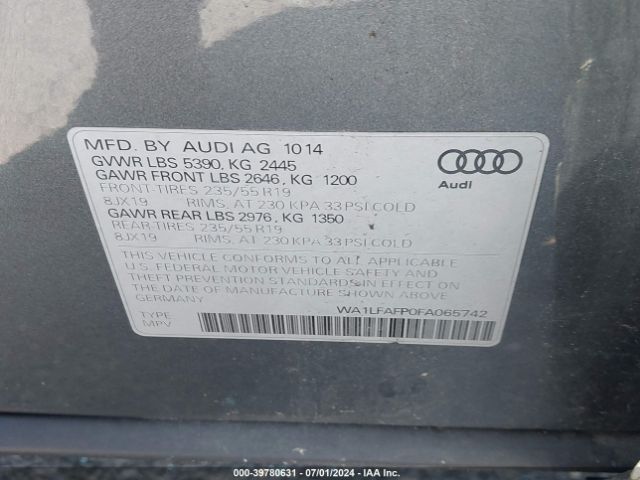 MFD. BY AUDI AG 10 14
GVWR LBS 5390, KG 2445
GAWR FRONT LBS 2646, KG 1200
FRONT-TIRES 235/55 R19
8JX19 RIMS, AT 230 KPA 33 PSI COLD
GAWR REAR LBS 2976, KG 1350
REAR-TIRES 235/55 R19
8JX19 RIMS, AT 230 KPA 33 PSI COLD
THIS VEHICLE CONFORMS TO ALL APPLICABLE
U.S. FEDERAL MOTOR VEHICLE SAFETY AND
THEFT PREVENTION STANDARDS IN EFFECT ON
THE DATE OF MANUFACTURE SHOWN ABOVE
GERMANY
WA1LFAFP0FA065742
TYPE
MPV
Audi
000-39780631 / 07/01/2024 - IAA Inc.